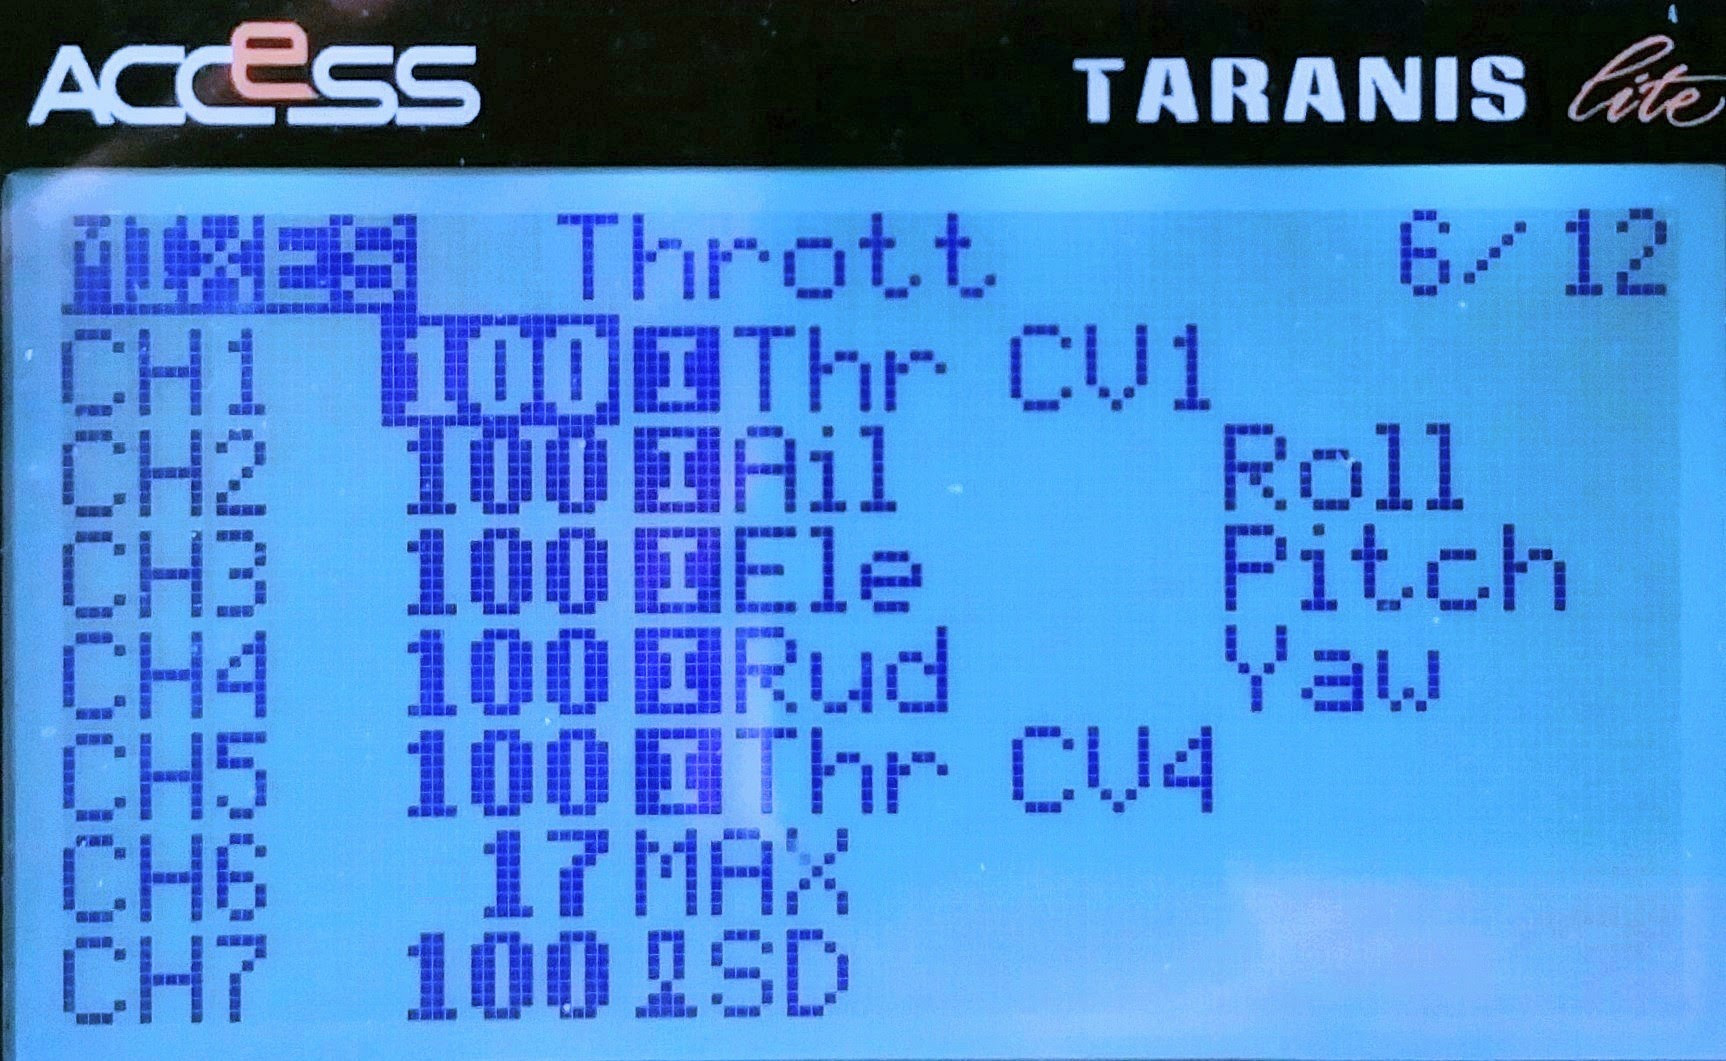 ACCeSS TARANIS lite
MIXES Thrott 6/12
CH1 100 I Thr CV1
CH2 100 I Ail Roll
CH3 100 I Ele Pitch
CH4 100 I Rud Yaw
CH5 100 I Thr CV4
CH6 17 MAX
CH7 100 SD